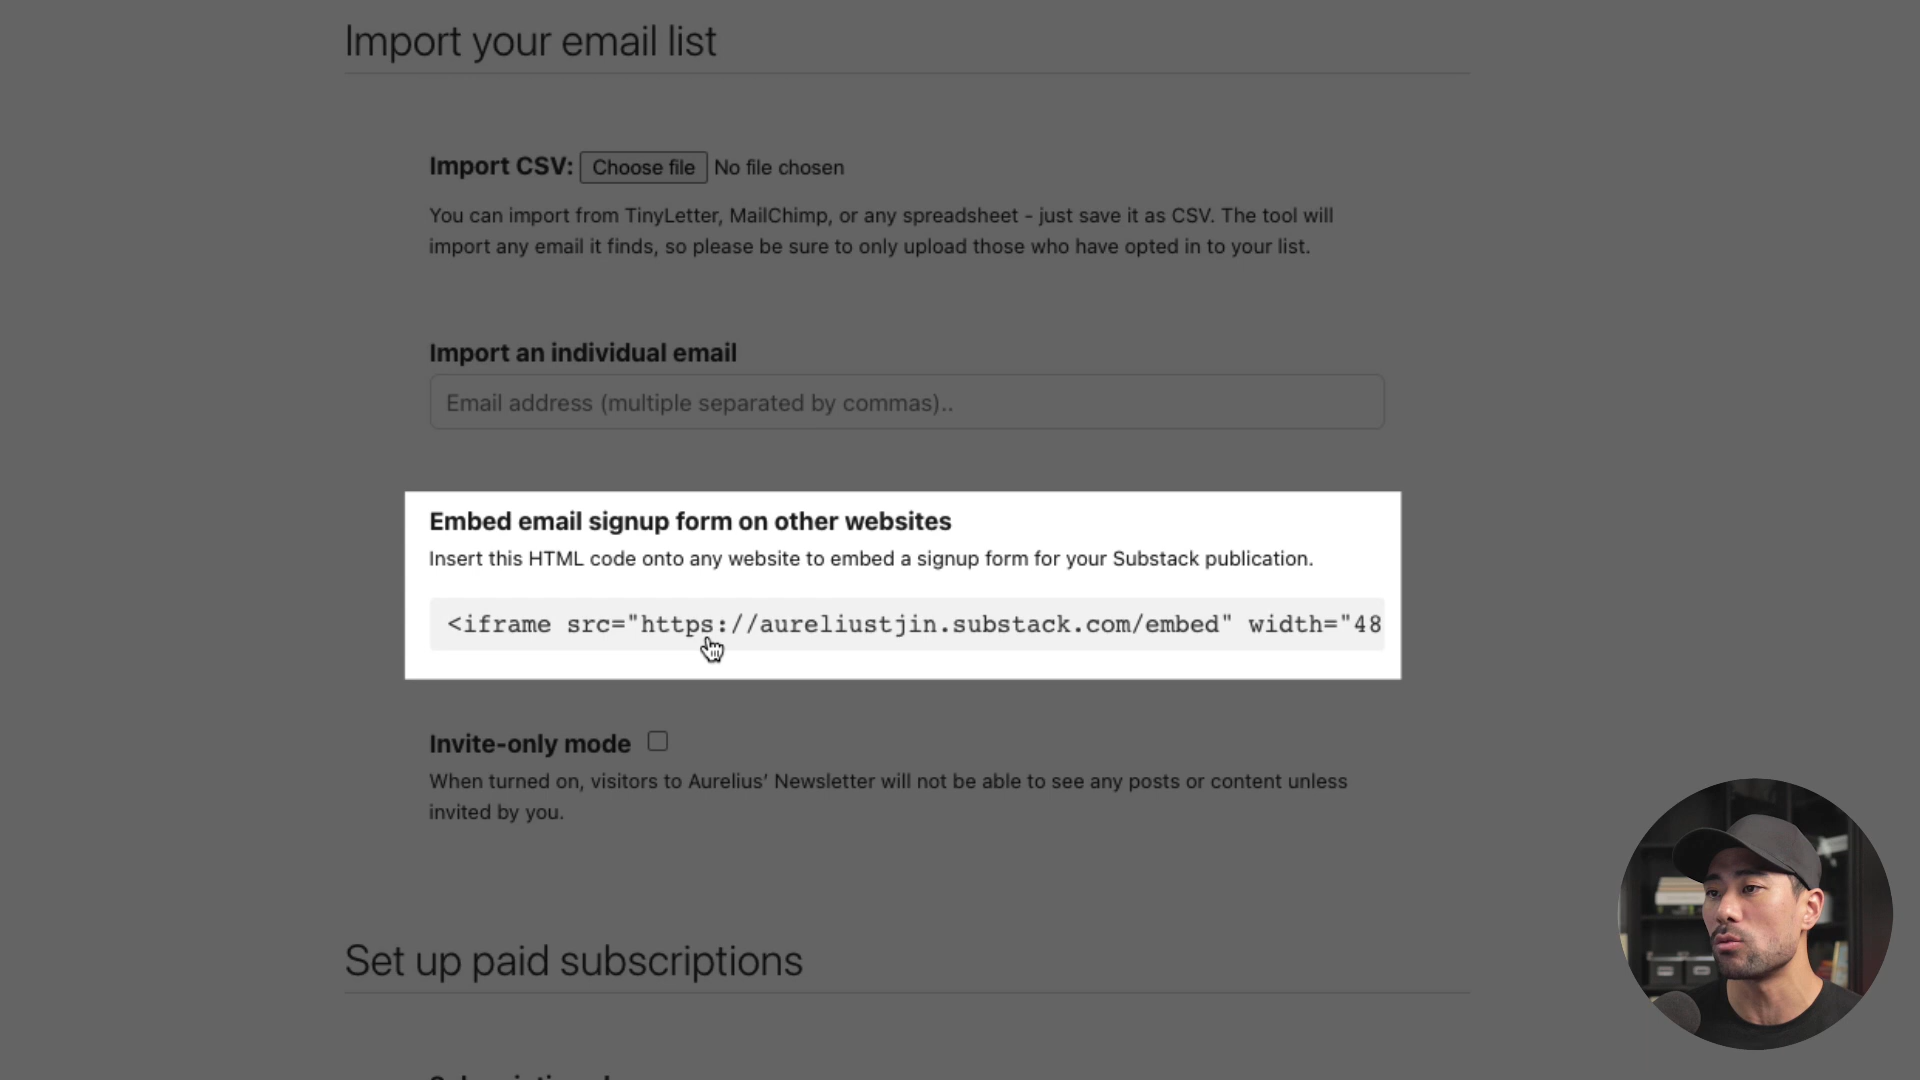 Import your email list
Import CSV: Choose file No file chosen
You can import from TinyLetter, MailChimp, or any spreadsheet - just save it as CSV. The tool will
import any email it finds, so please be sure to only upload those who have opted in to your list.
Import an individual email
Email address (multiple separated by commas)..
Embed email signup form on other websites
Insert this HTML code onto any website to embed a signup form for your Substack publication.
<iframe src="https://aureliustjin.substack.com/embed" width="48
Invite-only mode
When turned on, visitors to Aurelius’ Newsletter will not be able to see any posts or content unless
invited by you.
Set up paid subscriptions